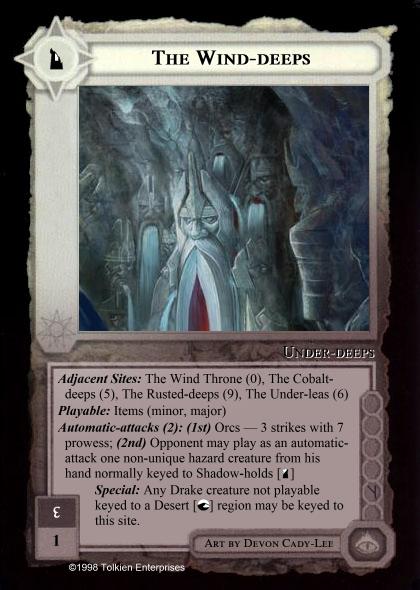 The Wind-deeps
Under-deeps
Adjacent Sites: The Wind Throne (0), The Cobalt-
deeps (5), The Rusted-deeps (9), The Under-leas (6)
Playable: Items (minor, major)
Automatic-attacks (2): (1st) Orcs — 3 strikes with 7
prowess; (2nd) Opponent may play as an automatic-
attack one non-unique hazard creature from his
hand normally keyed to Shadow-holds [ ]
Special: Any Drake creature not playable
keyed to a Desert [ ] region may be keyed to
this site.
ε
1
Art by Devon Cady-Lee
©1998 Tolkien Enterprises